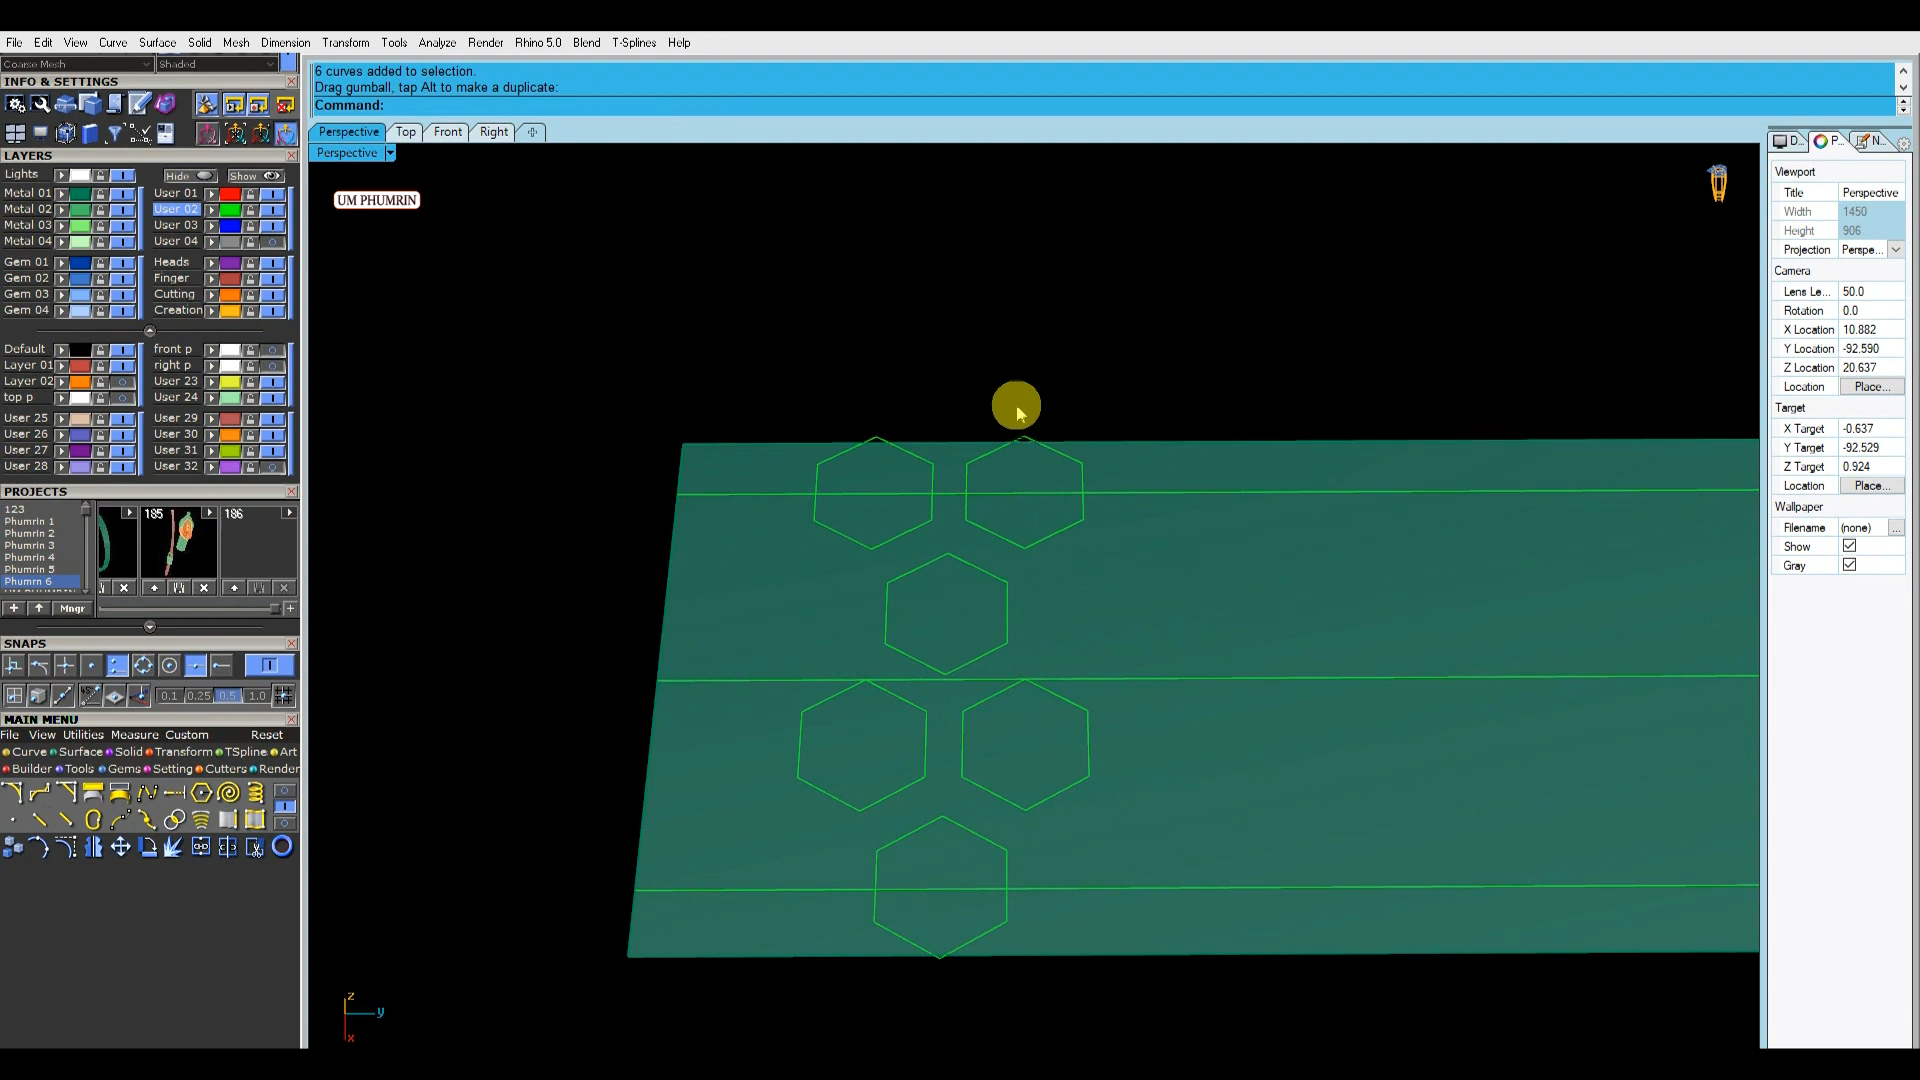 File Edit View Curve Surface Solid Mesh Dimension Transform Tools Analyze Render Rhino 5.0 Blend T-Splines Help
Coarse Mesh Shaded
INFO & SETTINGS
6 curves added to selection.
Drag gumball, tap Alt to make a duplicate:
Command:
Perspective Top Front Right
Perspective
UM PHUMRIN
LAYERS
Lights Hide Show
Metal 01 User 01
Metal 02 User 02
Metal 03 User 03
Metal 04 User 04
Gem 01 Heads
Gem 02 Finger
Gem 03 Cutting
Gem 04 Creation
Default front p
Layer 01 right p
Layer 02 User 23
top p User 24
User 25 User 29
User 26 User 30
User 27 User 31
User 28 User 32
PROJECTS
123
Phumrin 1
Phumrin 2
Phumrin 3
Phumrin 4
Phumrin 5
Phumrn 6
185 186
Mngr
SNAPS
0.1 0.25 0.5 1.0
MAIN MENU
File View Utilities Measure Custom Reset
Curve Surface Solid Transform TSpline Art
Builder Tools Gems Setting Cutters Render
z
y
x
D... P... N...
Viewport
Title Perspective
Width 1450
Height 906
Projection Perspe...
Camera
Lens Le... 50.0
Rotation 0.0
X Location 10.882
Y Location -92.590
Z Location 20.637
Location Place...
Target
X Target -0.637
Y Target -92.529
Z Target 0.924
Location Place...
Wallpaper
Filename (none) ...
Show
Gray